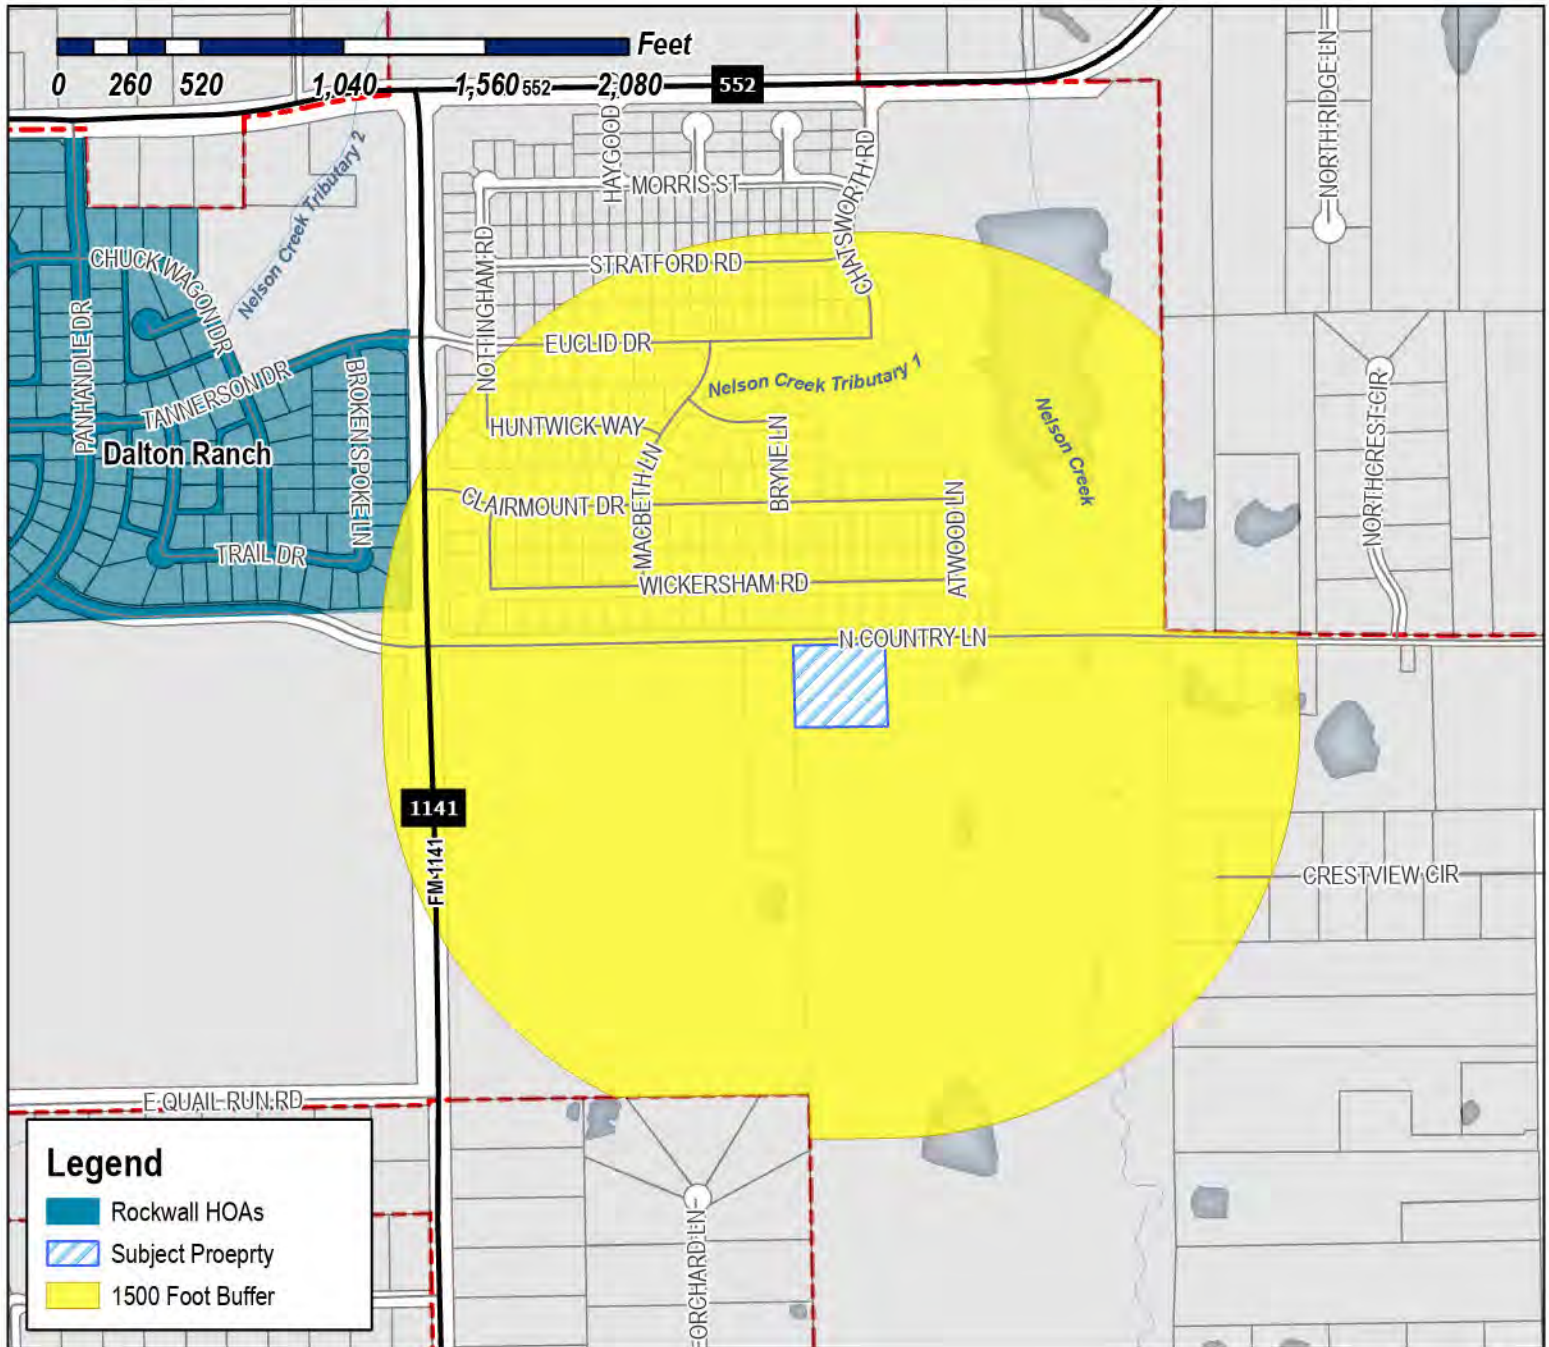 Feet
0 260 520 1,040 1,560 2,080
552
552
HAYGOOD
MORRIS ST
CHATSWORTH RD
NORTH RIDGE LN
Nelson Creek Tributary 2
NOTTINGHAM RD
STRATFORD RD
CHUCK WAGON DR
PANHANDLE DR
EUCLID DR
TANNERSON DR
BROKEN SPOKE LN
Nelson Creek Tributary 1
Nelson Creek
NORTHCREST CIR
HUNTWICK WAY
MACBETH LN
BRYNE LN
Dalton Ranch
CLAIRMOUNT DR
ATWOOD LN
TRAIL DR
WICKERSHAM RD
N COUNTRY LN
1141
FM-1141
CRESTVIEW CIR
E QUAIL RUN RD
ORCHARD LN
Legend
Rockwall HOAs
Subject Proeprty
1500 Foot Buffer